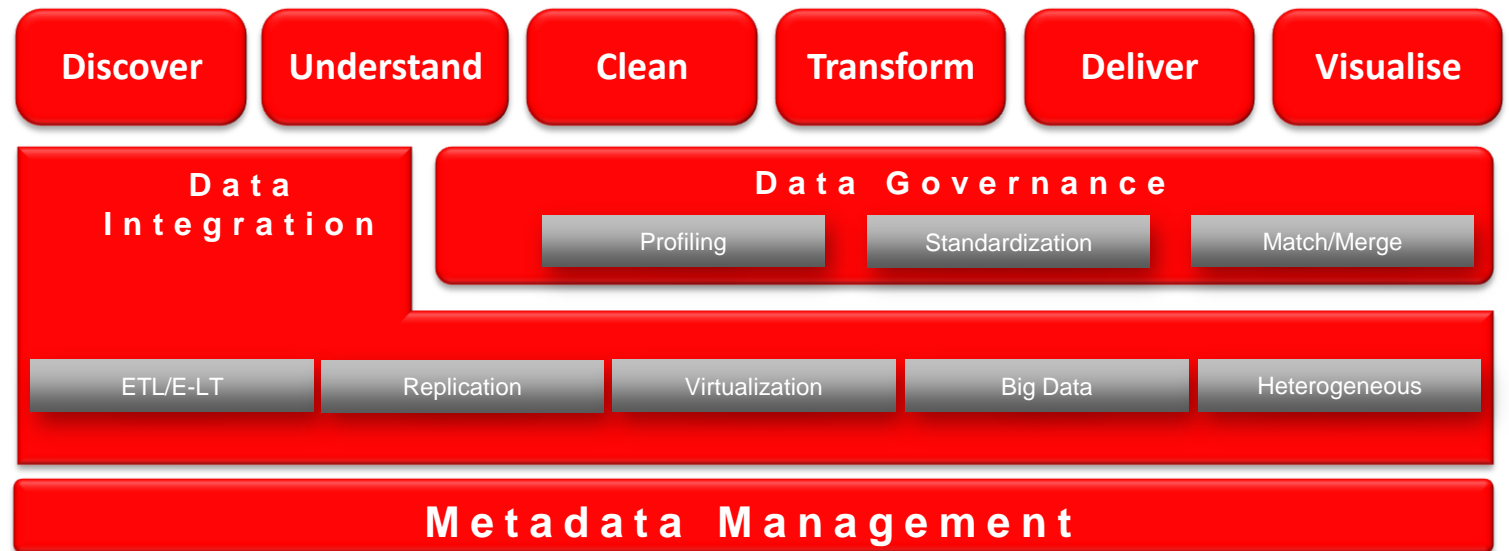 Discover Understand Clean Transform Deliver Visualise
Data
Integration
Data Governance
Profiling Standardization Match/Merge
ETL/E-LT Replication Virtualization Big Data Heterogeneous
Metadata Management